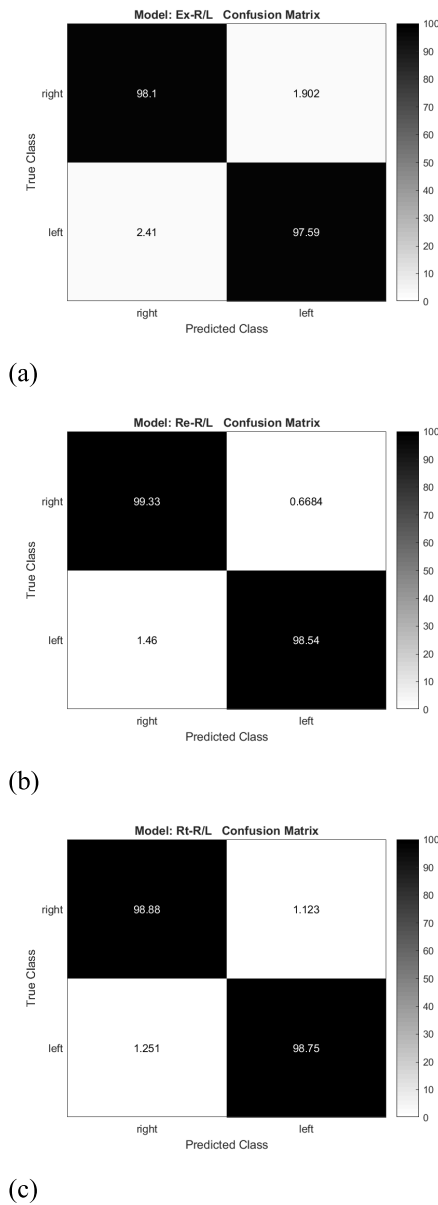 Model: Ex-R/L Confusion Matrix
100
90
80
70
60
50
40
30
20
10
0
True Class
right
98.1
1.902
left
2.41
97.59
right
left
Predicted Class
(a)
Model: Re-R/L Confusion Matrix
100
90
80
70
60
50
40
30
20
10
0
True Class
right
99.33
0.6684
left
1.46
98.54
right
left
Predicted Class
(b)
Model: Rt-R/L Confusion Matrix
100
90
80
70
60
50
40
30
20
10
0
True Class
right
98.88
1.123
left
1.251
98.75
right
left
Predicted Class
(c)